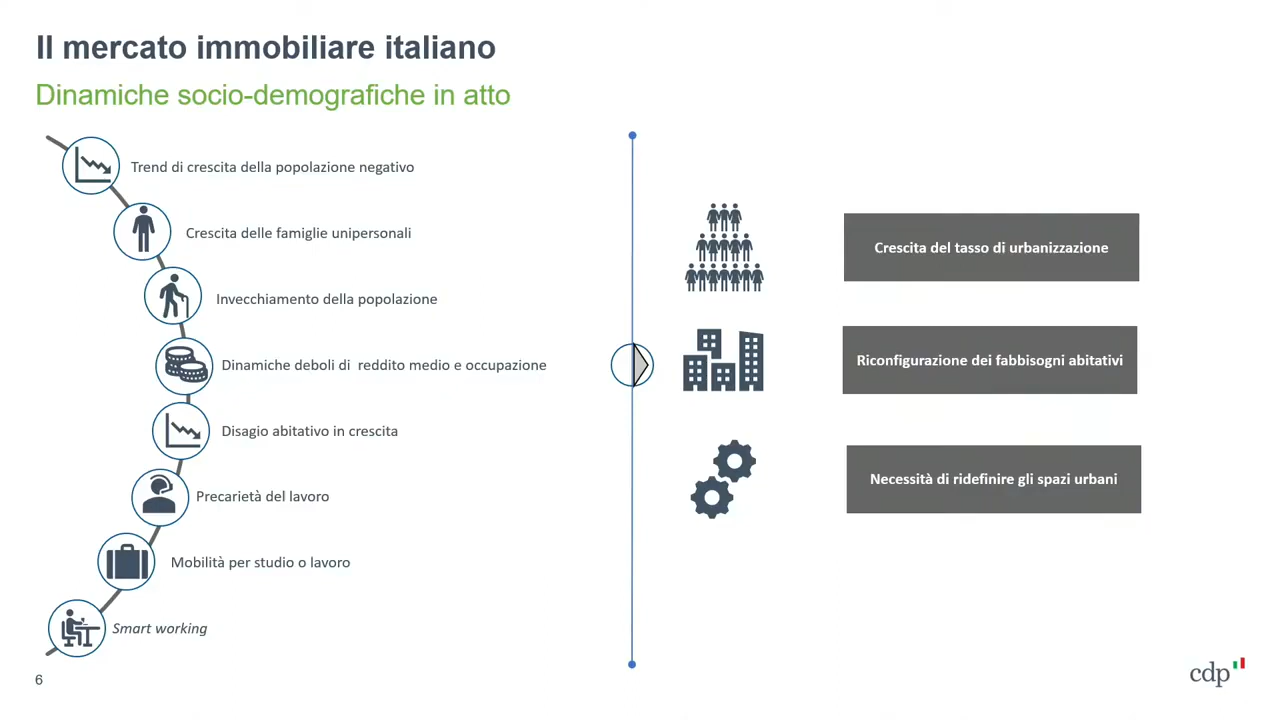 Il mercato immobiliare italiano
Dinamiche socio-demografiche in atto
Trend di crescita della popolazione negativo
Crescita delle famiglie unipersonali
Invecchiamento della popolazione
Dinamiche deboli di reddito medio e occupazione
Disagio abitativo in crescita
Precarietà del lavoro
Mobilità per studio o lavoro
Smart working
Crescita del tasso di urbanizzazione
Riconfigurazione dei fabbisogni abitativi
Necessità di ridefinire gli spazi urbani
6
cdp